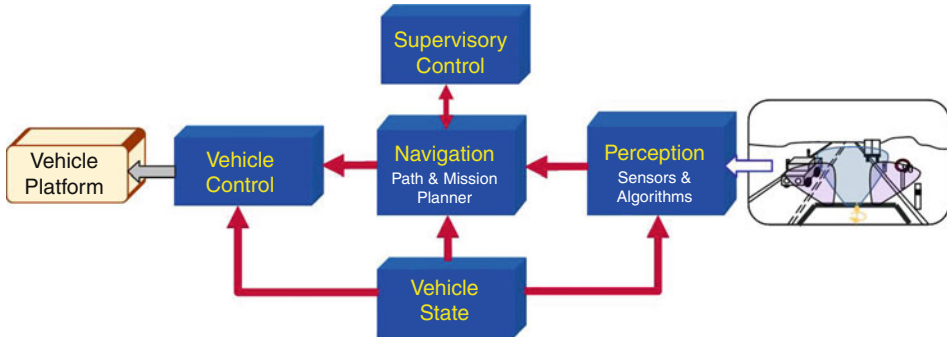 Supervisory
Control
Vehicle
Platform
Vehicle
Control
Navigation
Path & Mission
Planner
Perception
Sensors &
Algorithms
Vehicle
State